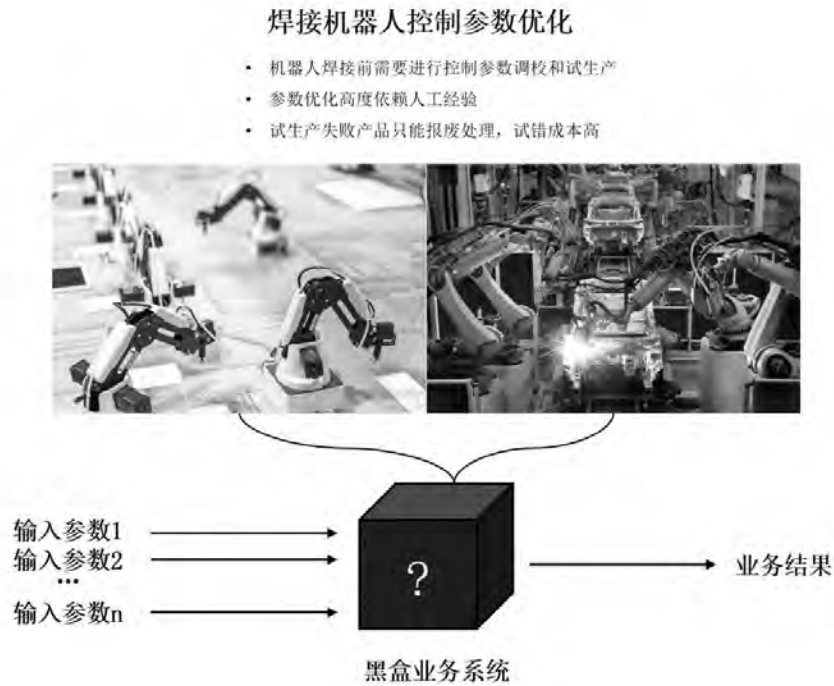 焊接机器人控制参数优化
• 机器人焊接前需要进行控制参数调校和试生产
• 参数优化高度依赖人工经验
• 试生产失败产品只能报废处理，试错成本高
输入参数1
输入参数2
...
输入参数n
?
业务结果
黑盒业务系统